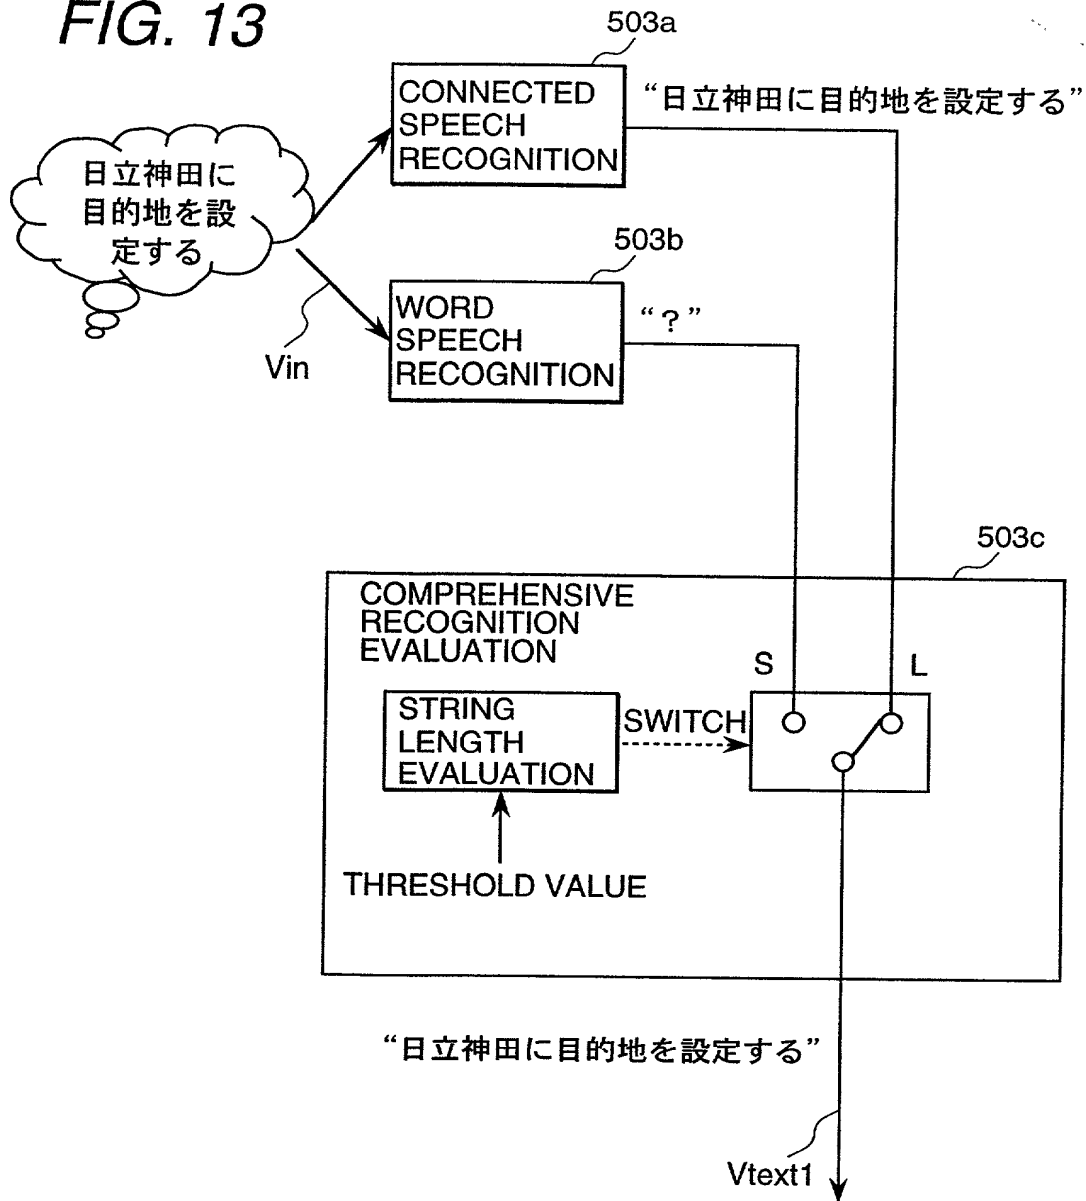 FIG. 13
503a
CONNECTED
SPEECH
RECOGNITION
“日立神田に目的地を設定する”
日立神田に
目的地を設
定する
503b
WORD
SPEECH
RECOGNITION
“？”
Vin
503c
COMPREHENSIVE
RECOGNITION
EVALUATION
S
L
STRING
LENGTH
EVALUATION
SWITCH
THRESHOLD VALUE
“日立神田に目的地を設定する”
Vtext1